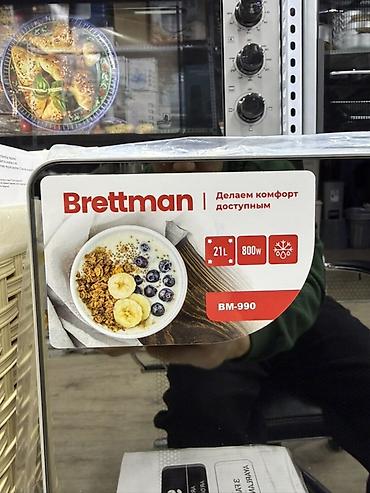 Brettman
Делаем комфорт
доступным
21L
800W
BM-990